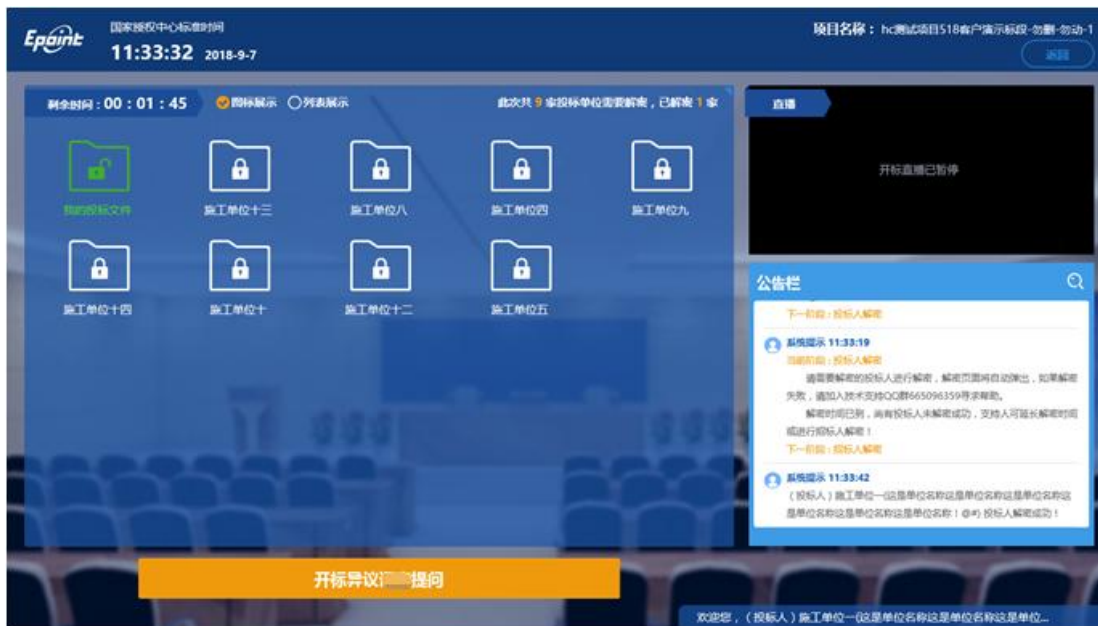 Epoint
国家授权中心标准时间
11:33:32 2018-9-7
项目名称：hc测试项目518客户演示标段-勿删-勿动-1
返回
剩余时间：00：01：45
图标展示 列表展示
此次共 9 家投标单位需要解密，已解密 1 家
我的投标文件
施工单位十三
施工单位八
施工单位四
施工单位九
施工单位十四
施工单位十
施工单位十二
施工单位五
直播
开标直播已暂停
公告栏
下一阶段：投标人解密
系统提示 11:33:19
当前阶段：投标人解密
请需要解密的投标人进行解密，解密页面将自动弹出，如果解密
失败，请加入技术支持QQ群665096359寻求帮助。
解密时间已到，尚有投标人未解密成功，支持人可延长解密时间
或进行招标人解密！
下一阶段：招标人解密
系统提示 11:33:42
（投标人）施工单位一(这是单位名称这是单位名称这是单位名称这
是单位名称这是单位名称这是单位名称！@#) 投标人解密成功！
开标异议 提问
欢迎您，（投标人）施工单位一(这是单位名称这是单位名称这是单位...